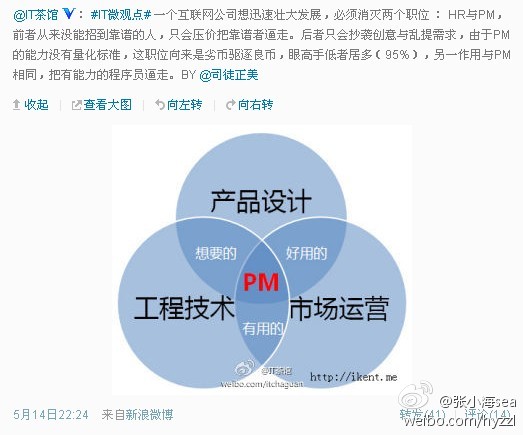 @IT茶馆 V：#IT微观点#一个互联网公司想迅速壮大发展，必须消灭两个职位： HR与PM，
前者从来没能招到靠谱的人，只会压价把靠谱者逼走。后者只会抄袭创意与乱提需求，由于PM
的能力没有量化标准，这职位向来是劣币驱逐良币，眼高手低者居多（95%），另一作用与PM
相同，把有能力的程序员逼走。BY @司徒正美
收起 | 查看大图 向左转 向右转
产品设计
想要的 好用的
PM
工程技术 市场运营
有用的
@IT茶馆
Weibo.com/itchaguan
http://ikent.me
5月14日22:24 来自新浪微博 转发(41) | 评论(14)
@张小海sea
weibo.com/hyzzl